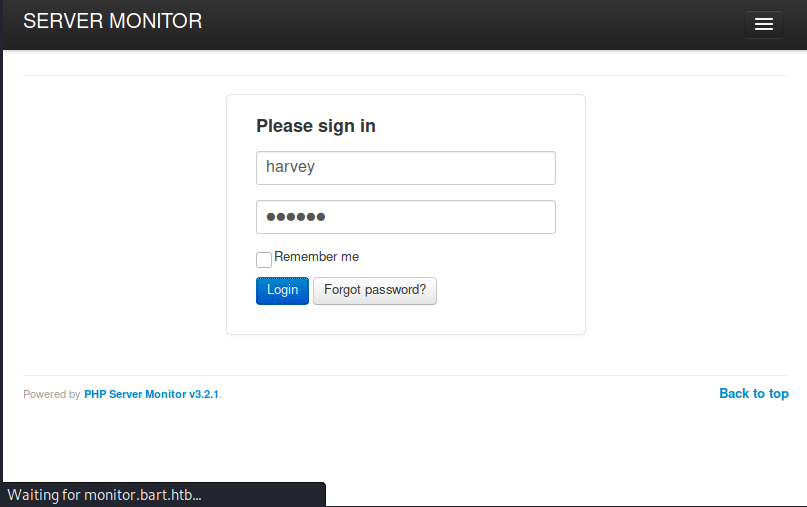 SERVER MONITOR
Please sign in
harvey
●●●●●●
Remember me
Login Forgot password?
Powered by PHP Server Monitor v3.2.1. Back to top
Waiting for monitor.bart.htb...